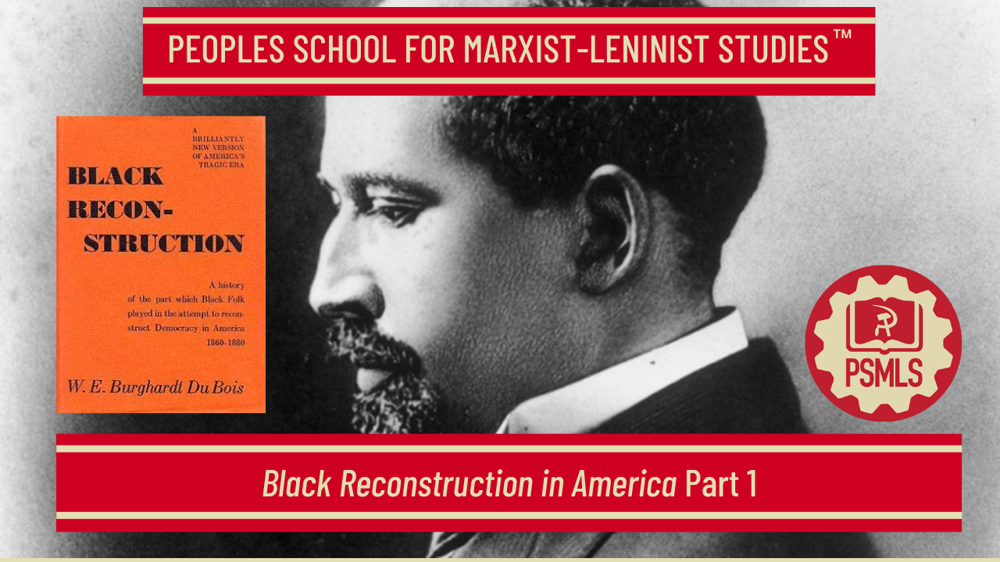 PEOPLES SCHOOL FOR MARXIST-LENINIST STUDIES™
A
BRILLIANTLY
NEW VERSION
OF AMERICA'S
TRAGIC ERA
BLACK
RECON-
STRUCTION
A history
of the part which Black Folk
played in the attempt to recon-
struct Democracy in America
1860-1880
W. E. Burghardt Du Bois
PSMLS
Black Reconstruction in America Part 1